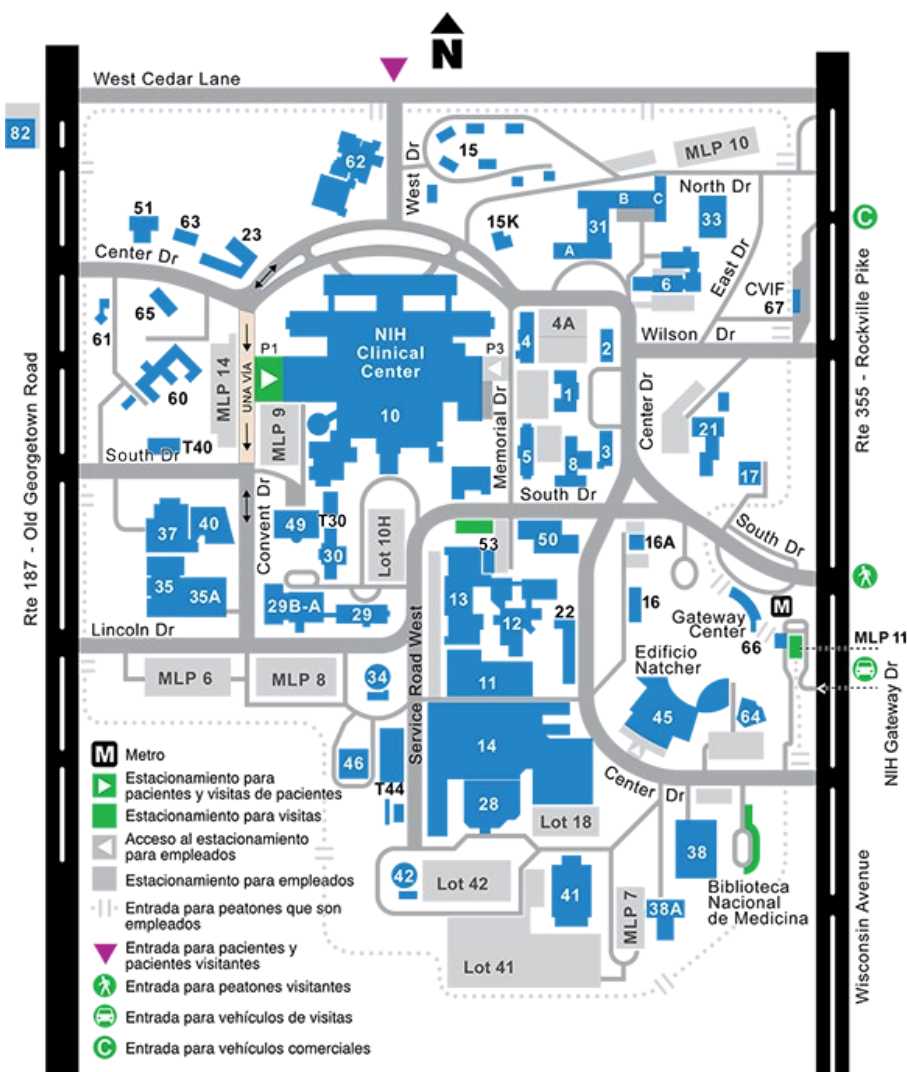 N
West Cedar Lane
82
62
West Dr
15
MLP 10
North Dr
B
C
33
51
63
23
15K
31
A
Center Dr
East Dr
6
CVIF
67
C
Rte 355 - Rockville Pike
65
61
60
MLP 14
UNA VÍA
P1
NIH
Clinical
Center
10
P3
4
4A
2
Wilson Dr
1
Memorial Dr
Center Dr
MLP 9
T40
South Dr
5
8
3
21
17
Rte 187 - Old Georgetown Road
Convent Dr
South Dr
South Dr
37
40
49
T30
30
Lot 10H
53
50
16A
35
35A
29B-A
29
13
12
22
16
Gateway
Center
M
66
MLP 11
Lincoln Dr
Service Road West
Edificio
Natcher
MLP 6
MLP 8
34
11
45
64
NIH Gateway Dr
46
T44
14
28
Lot 18
Center Dr
38
42
Lot 42
41
MLP 7
38A
Biblioteca
Nacional
de Medicina
Lot 41
Wisconsin Avenue
M Metro
Estacionamiento para
pacientes y visitas de pacientes
Estacionamiento para visitas
Acceso al estacionamiento
para empleados
Estacionamiento para empleados
Entrada para peatones que son
empleados
Entrada para pacientes y
pacientes visitantes
Entrada para peatones visitantes
Entrada para vehículos de visitas
C Entrada para vehículos comerciales